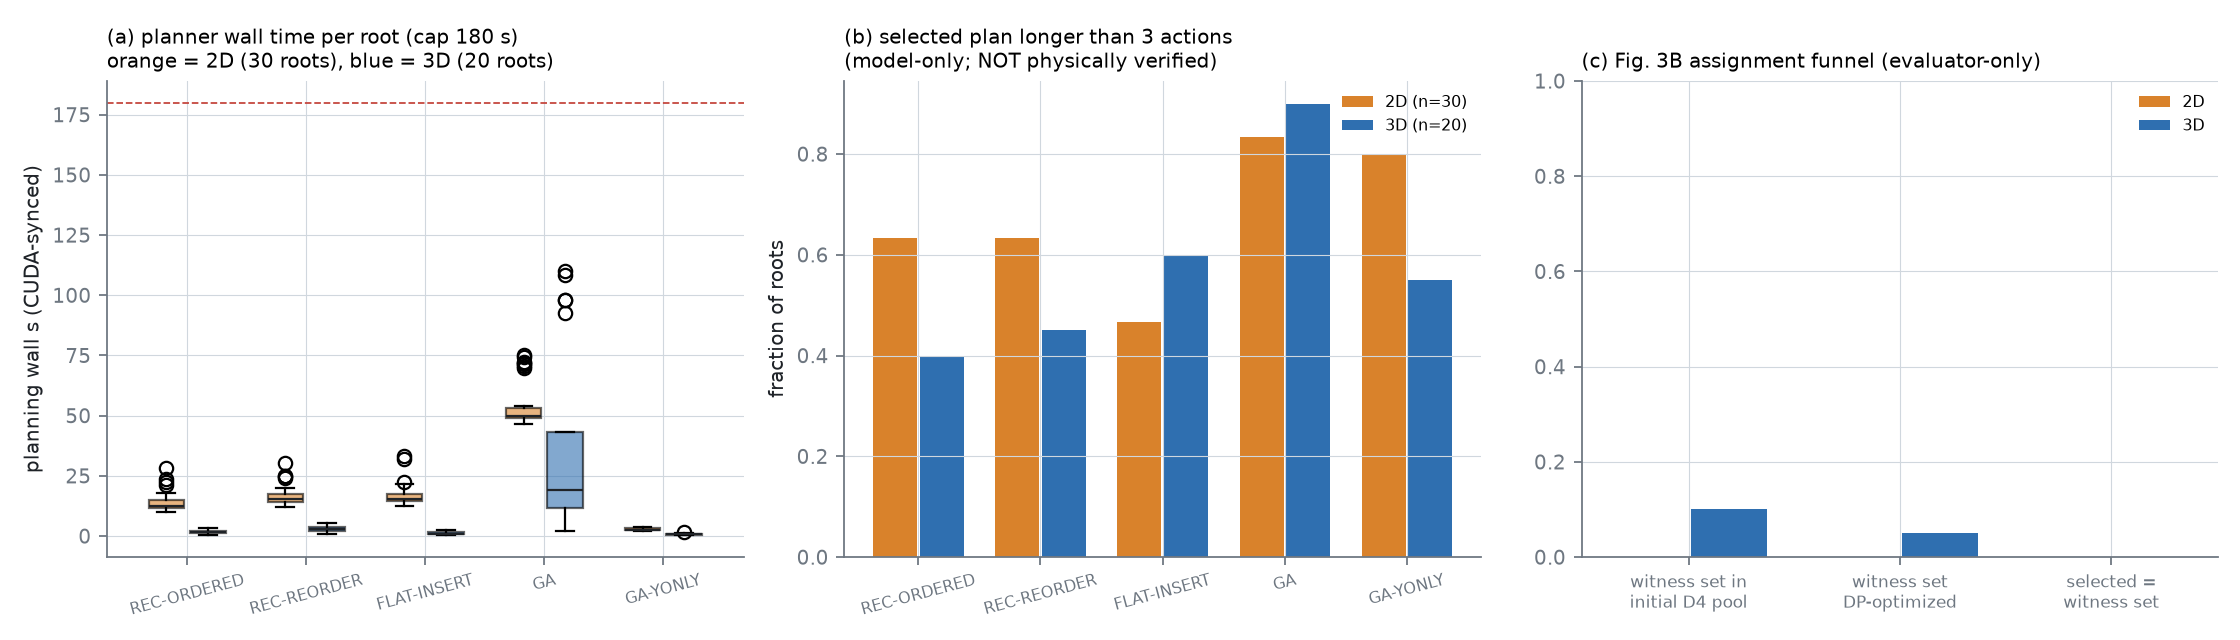 (a) planner wall time per root (cap 180 s)
orange = 2D (30 roots), blue = 3D (20 roots)
planning wall s (CUDA-synced)
175
150
125
100
75
50
25
0
REC-ORDERED
REC-REORDER
FLAT-INSERT
GA
GA-YONLY
(b) selected plan longer than 3 actions
(model-only; NOT physically verified)
fraction of roots
0.8
0.6
0.4
0.2
0.0
2D (n=30)
3D (n=20)
REC-ORDERED
REC-REORDER
FLAT-INSERT
GA
GA-YONLY
(c) Fig. 3B assignment funnel (evaluator-only)
1.0
0.8
0.6
0.4
0.2
0.0
2D
3D
witness set in
initial D4 pool
witness set
DP-optimized
selected =
witness set